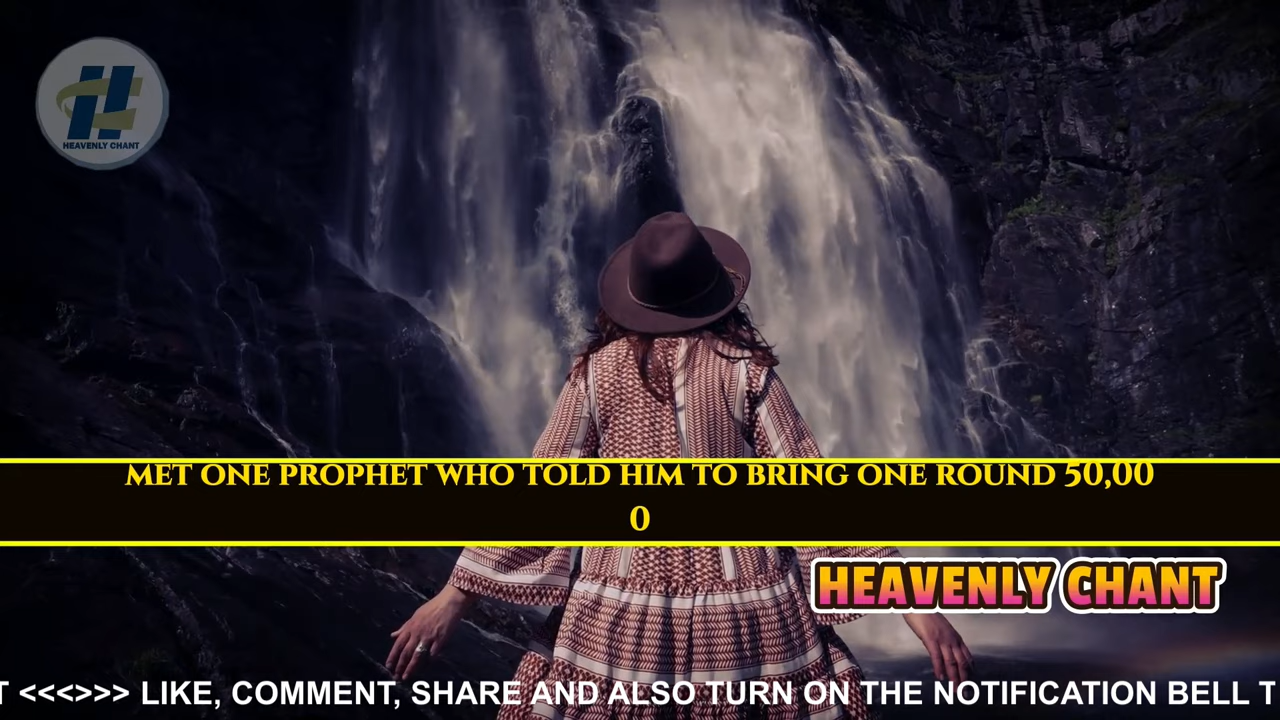 HEAVENLY CHANT
MET ONE PROPHET WHO TOLD HIM TO BRING ONE ROUND 50,00
0
HEAVENLY CHANT
T <<<>>> LIKE, COMMENT, SHARE AND ALSO TURN ON THE NOTIFICATION BELL T